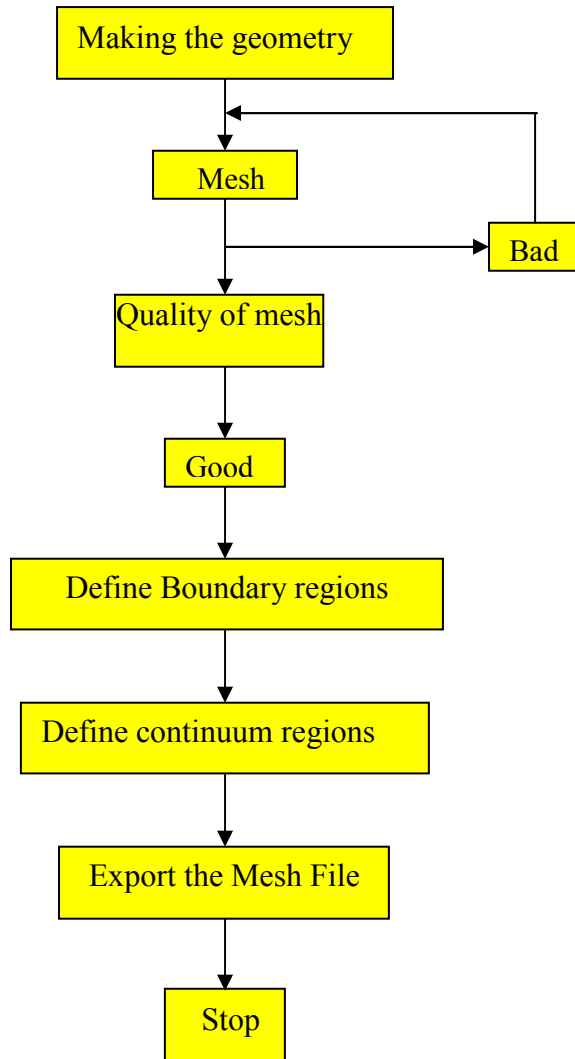 Making the geometry
Mesh
Bad
Quality of mesh
Good
Define Boundary regions
Define continuum regions
Export the Mesh File
Stop